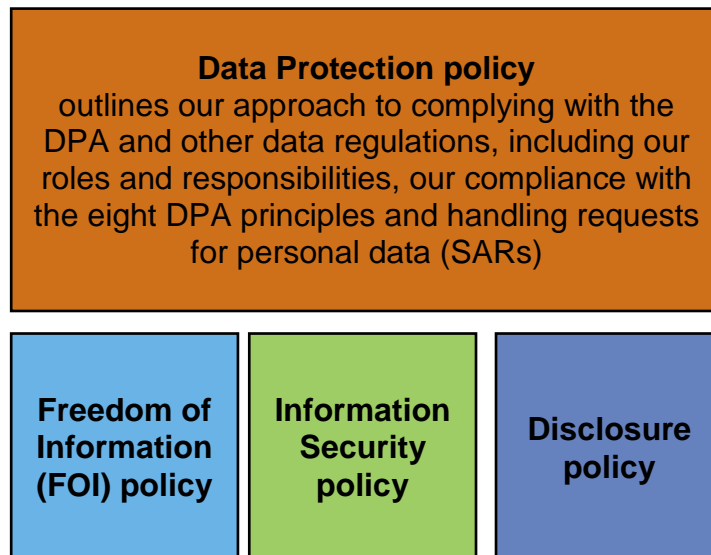 Data Protection policy
outlines our approach to complying with the
DPA and other data regulations, including our
roles and responsibilities, our compliance with
the eight DPA principles and handling requests
for personal data (SARs)
Freedom of
Information
(FOI) policy
Information
Security
policy
Disclosure
policy